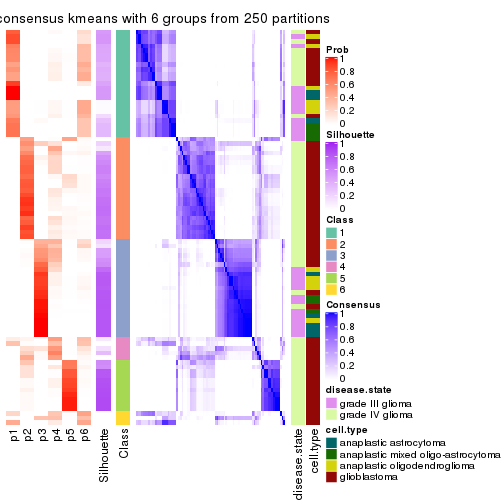 consensus kmeans with 6 groups from 250 partitions
Prob
1
0.8
0.6
0.4
0.2
0
Silhouette
1
0.8
0.6
0.4
0.2
0
Class
1
2
3
4
5
6
Consensus
1
0.8
0.6
0.4
0.2
0
disease.state
grade III glioma
grade IV glioma
cell.type
anaplastic astrocytoma
anaplastic mixed oligo-astrocytoma
anaplastic oligodendroglioma
glioblastoma
p1
p2
p3
p4
p5
p6
Silhouette
Class
disease.state
cell.type